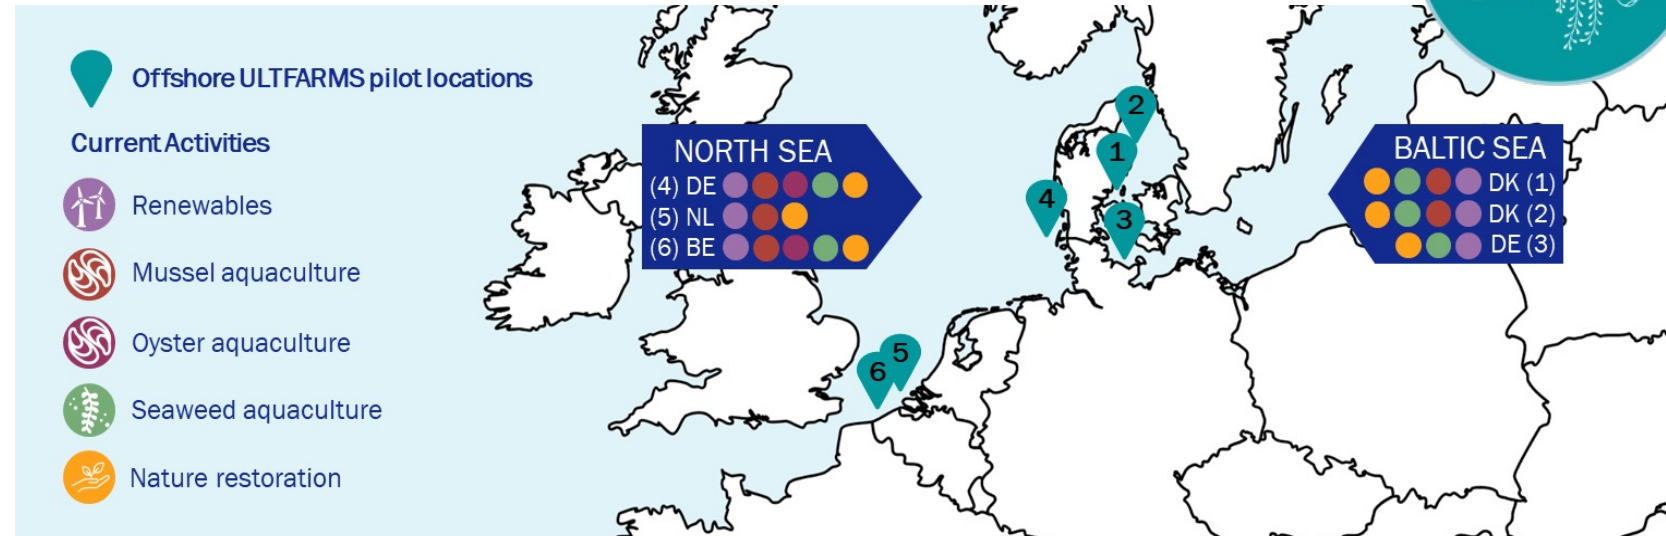 Offshore ULTFARMS pilot locations
Current Activities
Renewables
Mussel aquaculture
Oyster aquaculture
Seaweed aquaculture
Nature restoration
NORTH SEA
(4) DE
(5) NL
(6) BE
2
1
4
3
5
6
BALTIC SEA
DK (1)
DK (2)
DE (3)